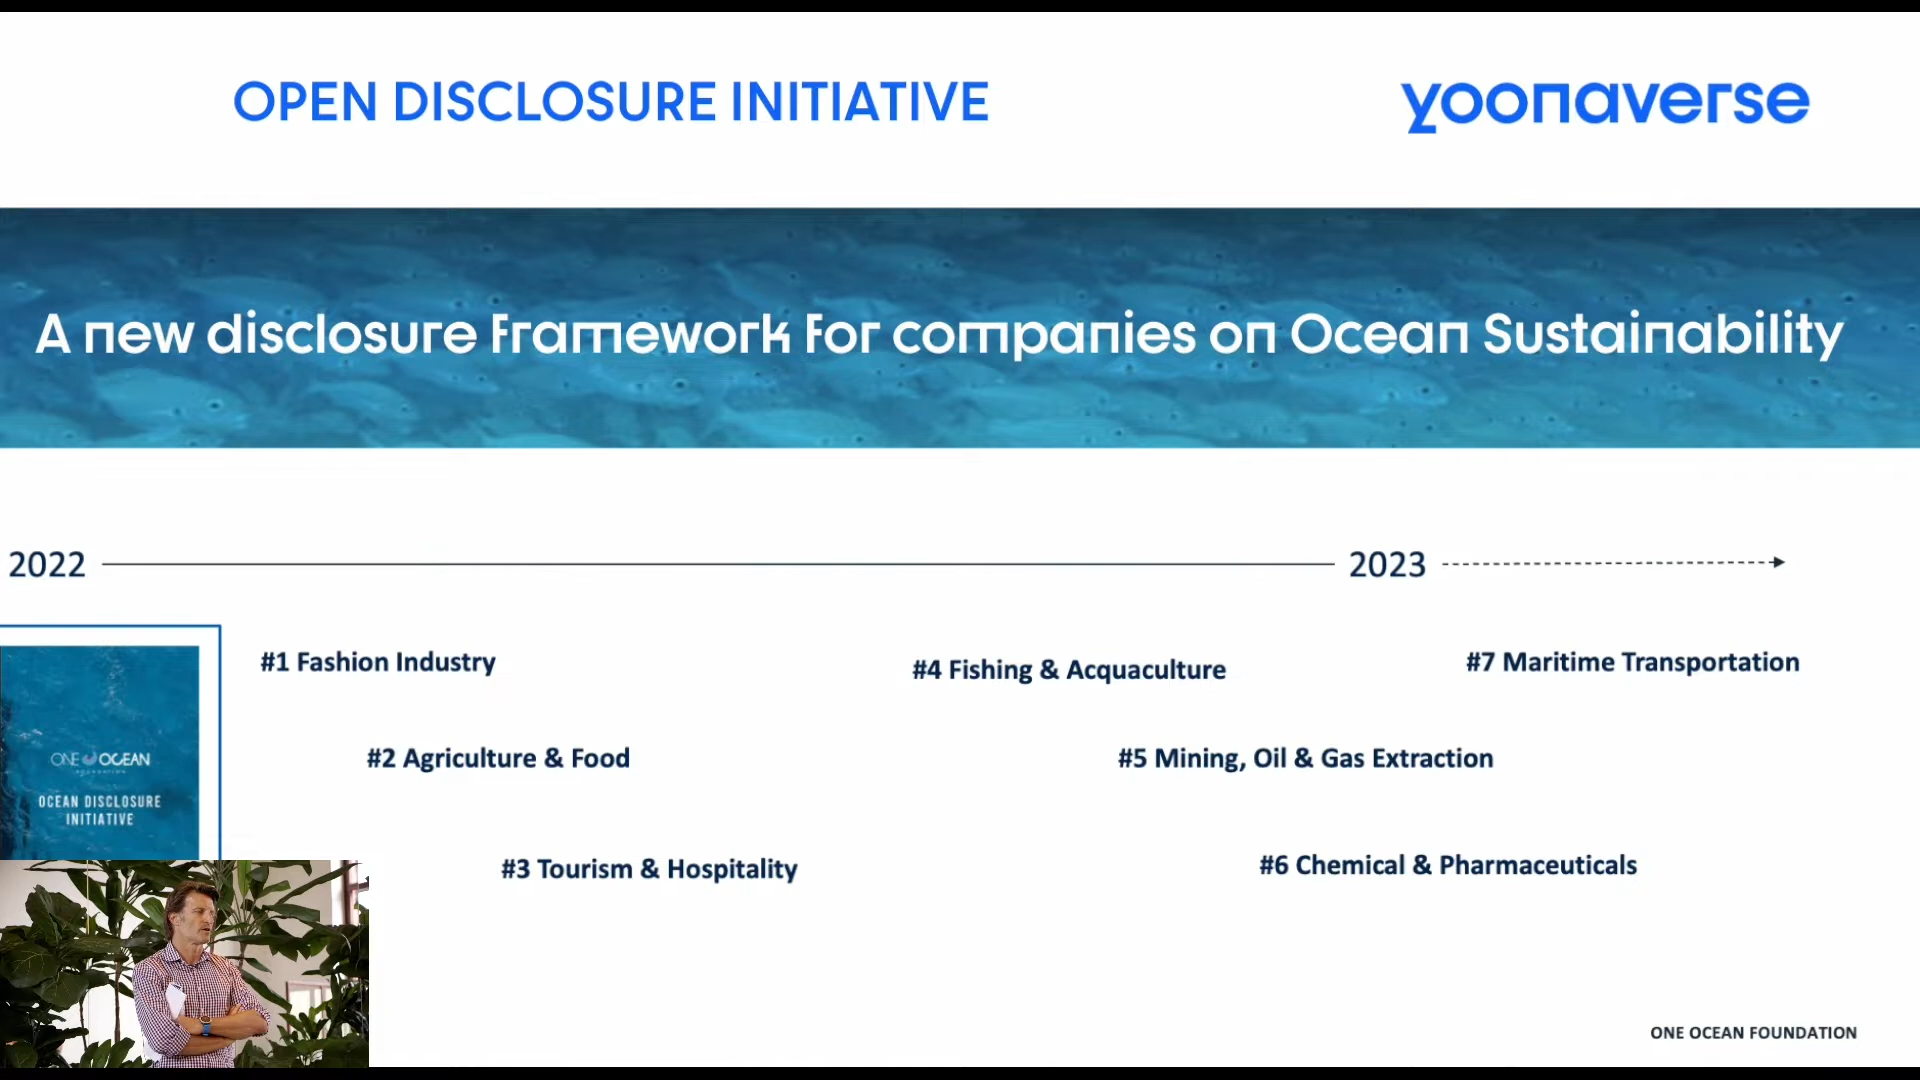 OPEN DISCLOSURE INITIATIVE
yoonaverse
A new disclosure framework for companies on Ocean Sustainability
2022
2023
#1 Fashion Industry
#4 Fishing & Acquaculture
#7 Maritime Transportation
#2 Agriculture & Food
#5 Mining, Oil & Gas Extraction
#3 Tourism & Hospitality
#6 Chemical & Pharmaceuticals
ONE OCEAN
FOUNDATION
OCEAN DISCLOSURE
INITIATIVE
ONE OCEAN FOUNDATION